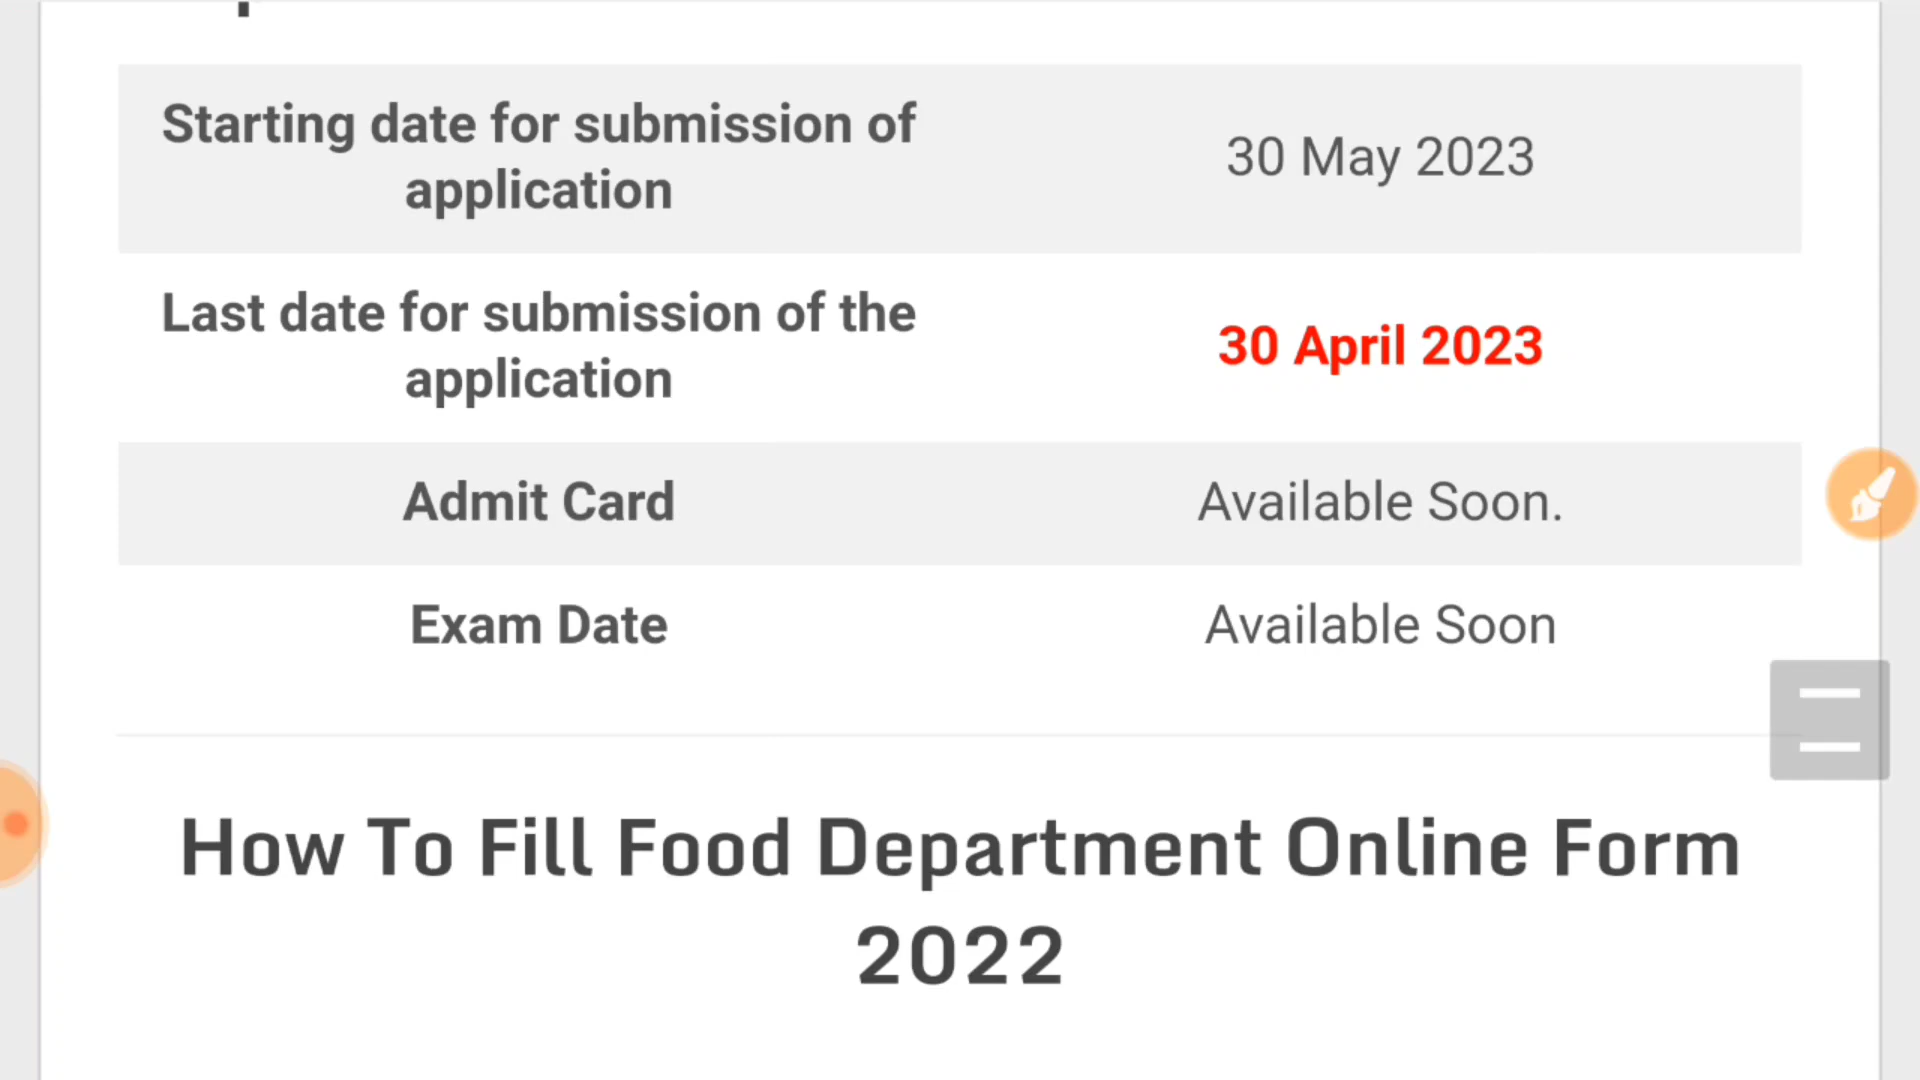 Starting date for submission of
application
30 May 2023
Last date for submission of the
application
30 April 2023
Admit Card
Available Soon.
Exam Date
Available Soon
How To Fill Food Department Online Form
2022